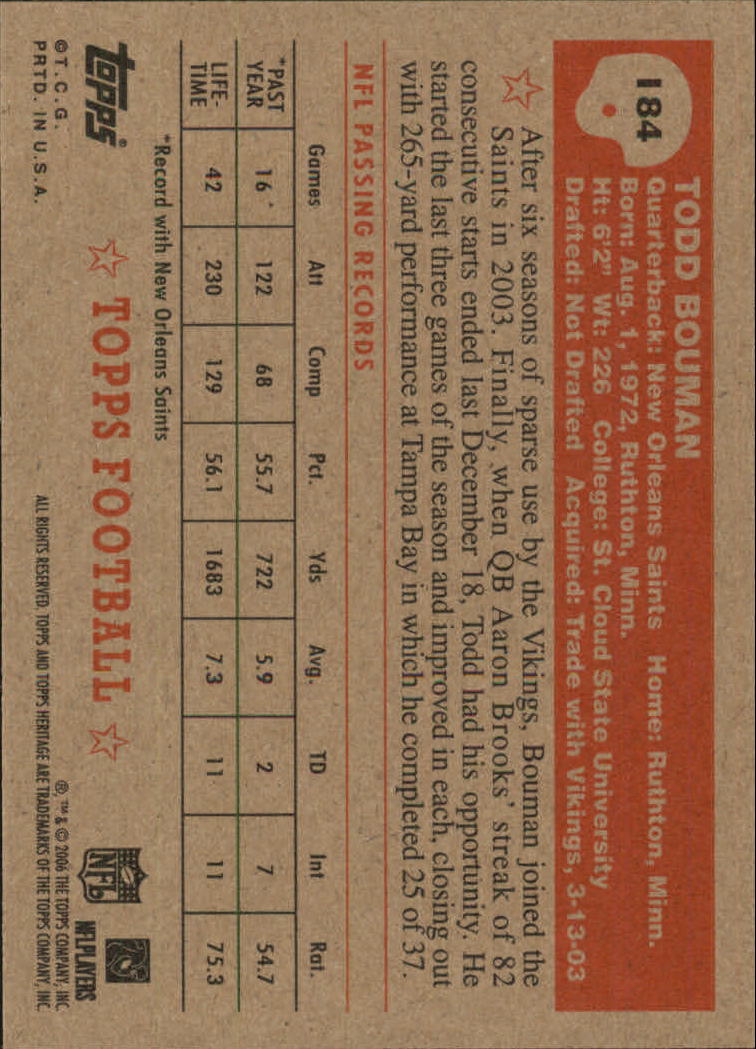 184
TODD BOUMAN
Quarterback: New Orleans Saints Home: Ruthton, Minn.
Born: Aug. 1, 1972, Ruthton, Minn.
Ht: 6'2" Wt: 226 College: St. Cloud State University
Drafted: Not Drafted Acquired: Trade with Vikings, 3-13-03
After six seasons of sparse use by the Vikings, Bouman joined the
Saints in 2003. Finally, when QB Aaron Brooks' streak of 82
consecutive starts ended last December 18, Todd had his opportunity. He
started the last three games of the season and improved in each, closing out
with 265-yard performance at Tampa Bay in which he completed 25 of 37.
NFL PASSING RECORDS
Games Att Comp Pct. Yds Avg. TD Int Rat.
*PAST YEAR 16 122 68 55.7 722 5.9 2 7 54.7
LIFE-TIME 42 230 129 56.1 1683 7.3 11 11 75.3
*Record with New Orleans Saints
topps®
©T.C.G.
PRTD. IN U.S.A.
TOPPS FOOTBALL
NFL
NFLPLAYERS
®, ™ & © 2006 THE TOPPS COMPANY, INC.
ALL RIGHTS RESERVED. TOPPS AND TOPPS HERITAGE ARE TRADEMARKS OF THE TOPPS COMPANY, INC.